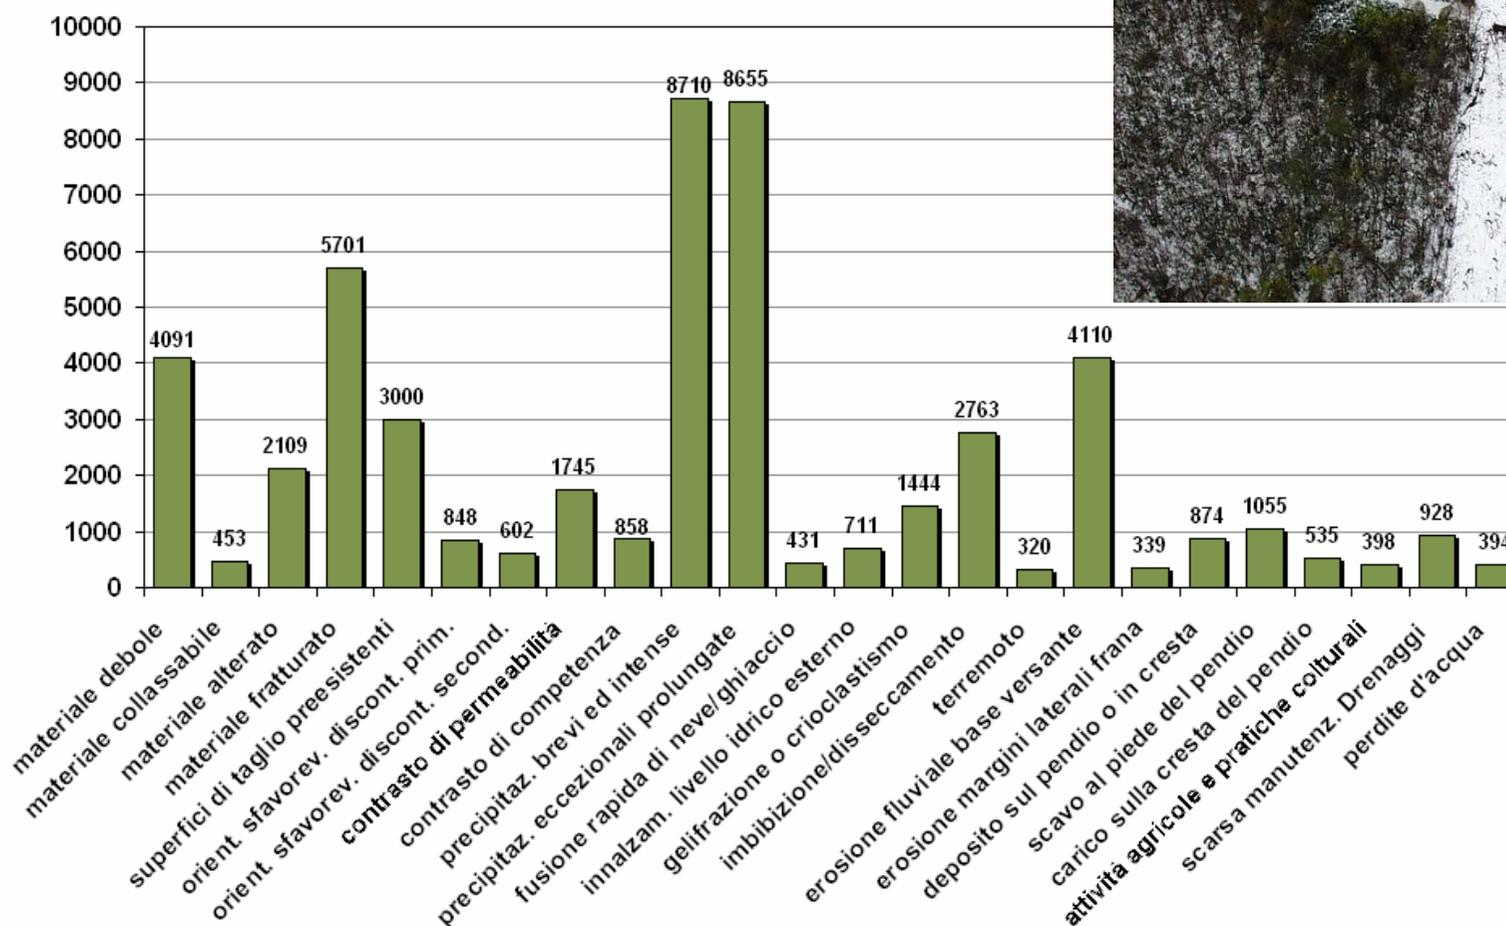 10000
9000
8000
7000
6000
5000
4000
3000
2000
1000
0
4091
453
2109
5701
3000
848
602
1745
858
8710
8655
431
711
1444
2763
320
4110
339
874
1055
535
398
928
394
materiale debole
materiale collassabile
materiale alterato
materiale fratturato
superfici di taglio preesistenti
orient. sfavorev. discont. prim.
orient. sfavorev. discont. second.
contrasto di permeabilità
contrasto di competenza
precipitaz. brevi ed intense
precipitaz. eccezionali prolungate
fusione rapida di neve/ghiaccio
innalzam. livello idrico esterno
gelifrazione o crioclastismo
imbibizione/disseccamento
terremoto
erosione fluviale base versante
erosione margini laterali frana
deposito sul pendio o in cresta
scavo al piede del pendio
carico sulla cresta del pendio
attività agricole e pratiche colturali
scarsa manutenz. Drenaggi
perdite d'acqua